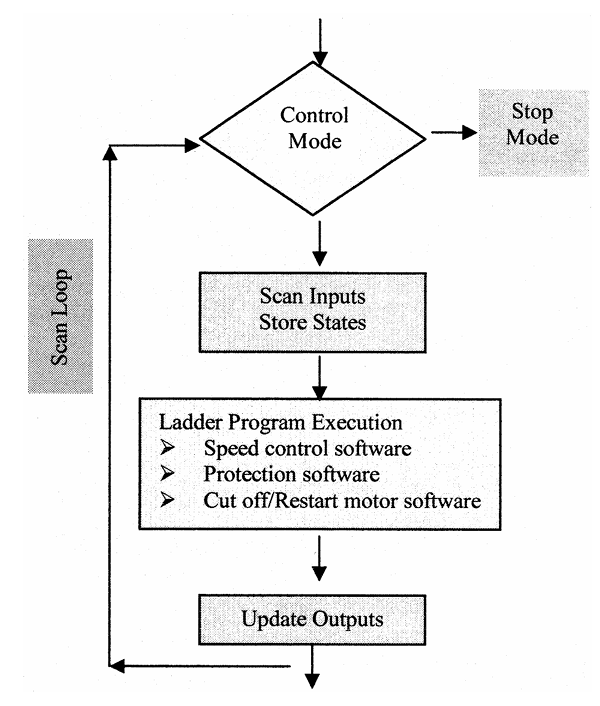 Control
Mode
Stop
Mode
Scan Loop
Scan Inputs
Store States
Ladder Program Execution
➢ Speed control software
➢ Protection software
➢ Cut off/Restart motor software
Update Outputs